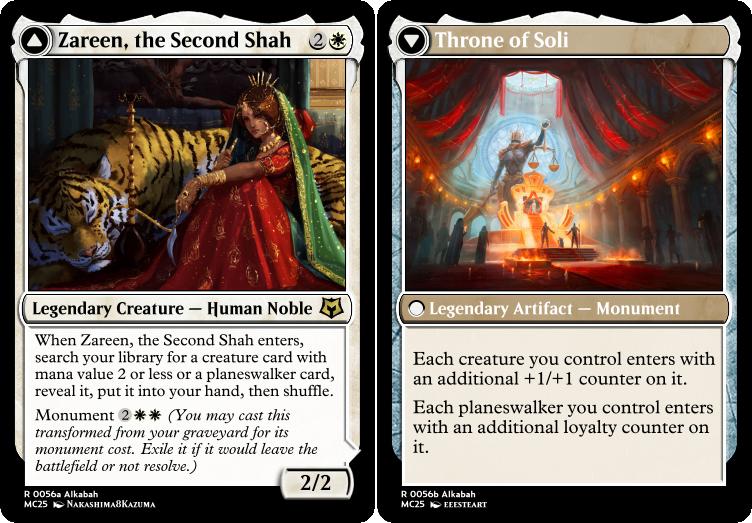 Zareen, the Second Shah 2
Legendary Creature — Human Noble
When Zareen, the Second Shah enters,
search your library for a creature card with
mana value 2 or less or a planeswalker card,
reveal it, put it into your hand, then shuffle.
Monument 2 (You may cast this
transformed from your graveyard for its
monument cost. Exile it if it would leave the
battlefield or not resolve.)
2/2
R 0056a Alkabah
MC25 Nakashima8Kazuma
Throne of Soli
Legendary Artifact — Monument
Each creature you control enters with
an additional +1/+1 counter on it.
Each planeswalker you control enters
with an additional loyalty counter on
it.
R 0056b Alkabah
MC25 eeesteart